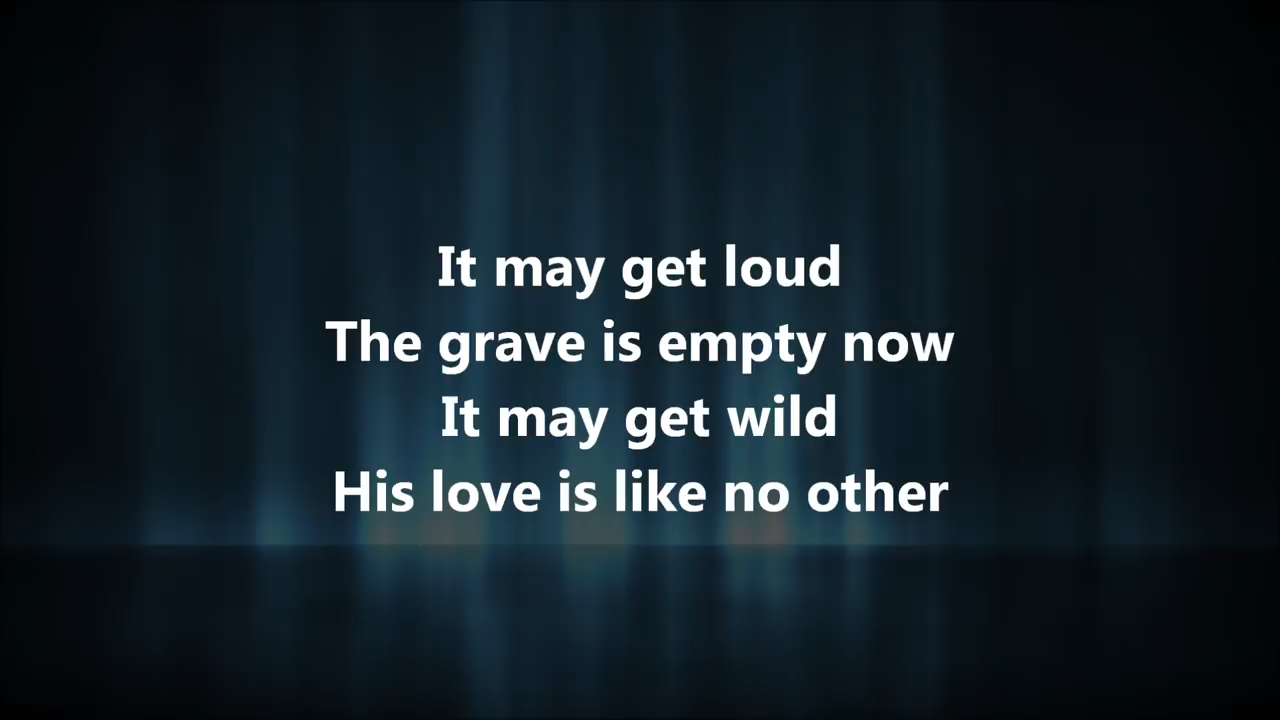 It may get loud
The grave is empty now
It may get wild
His love is like no other